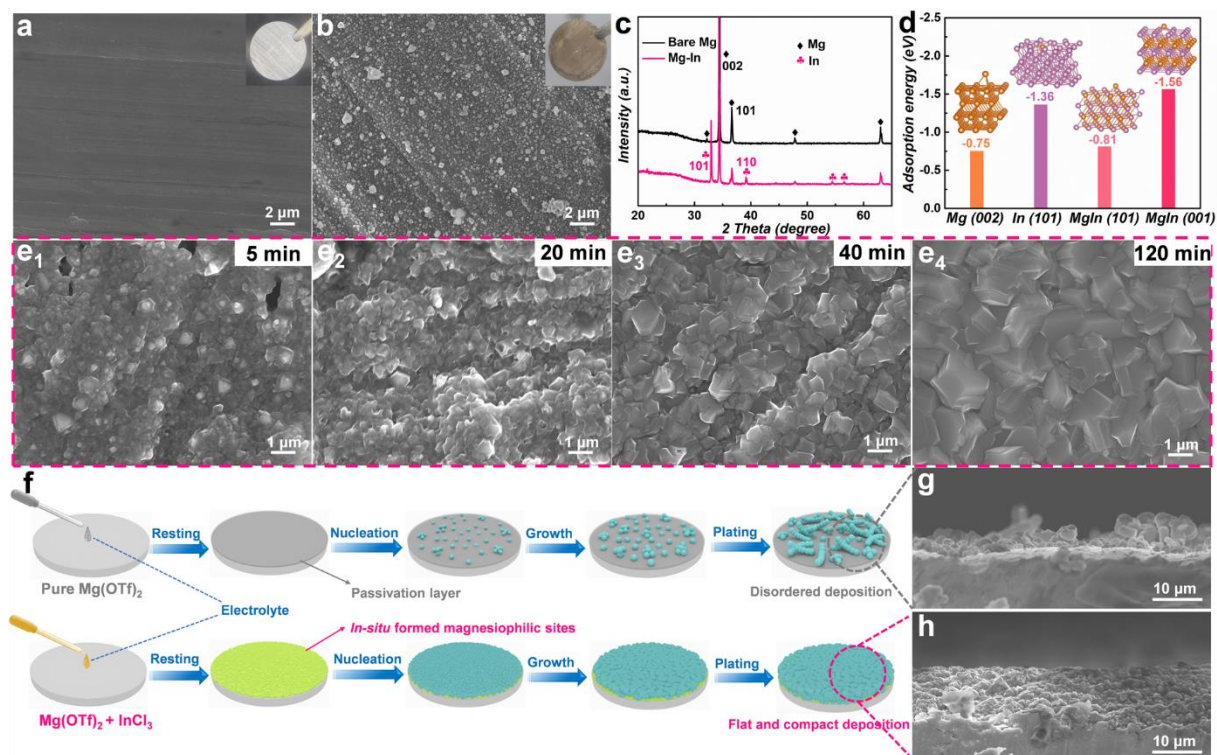 a
2 μm
b
2 μm
c
Bare Mg
Mg-In
♦ Mg
♣ In
002
101
101
110
Intensity (a.u.)
20 30 40 50 60
2 Theta (degree)
d
Adsorption energy (eV)
-2.5
-2.0
-1.5
-1.0
-0.5
0.0
-0.75
-1.36
-0.81
-1.56
Mg (002) In (101) MgIn (101) MgIn (001)
e1
5 min
1 μm
e2
20 min
1 μm
e3
40 min
1 μm
e4
120 min
1 μm
f
Resting
Nucleation
Growth
Plating
Pure Mg(OTf)2
Passivation layer
Disordered deposition
Electrolyte
In-situ formed magnesiophilic sites
Resting
Nucleation
Growth
Plating
Mg(OTf)2 + InCl3
Flat and compact deposition
g
10 μm
h
10 μm